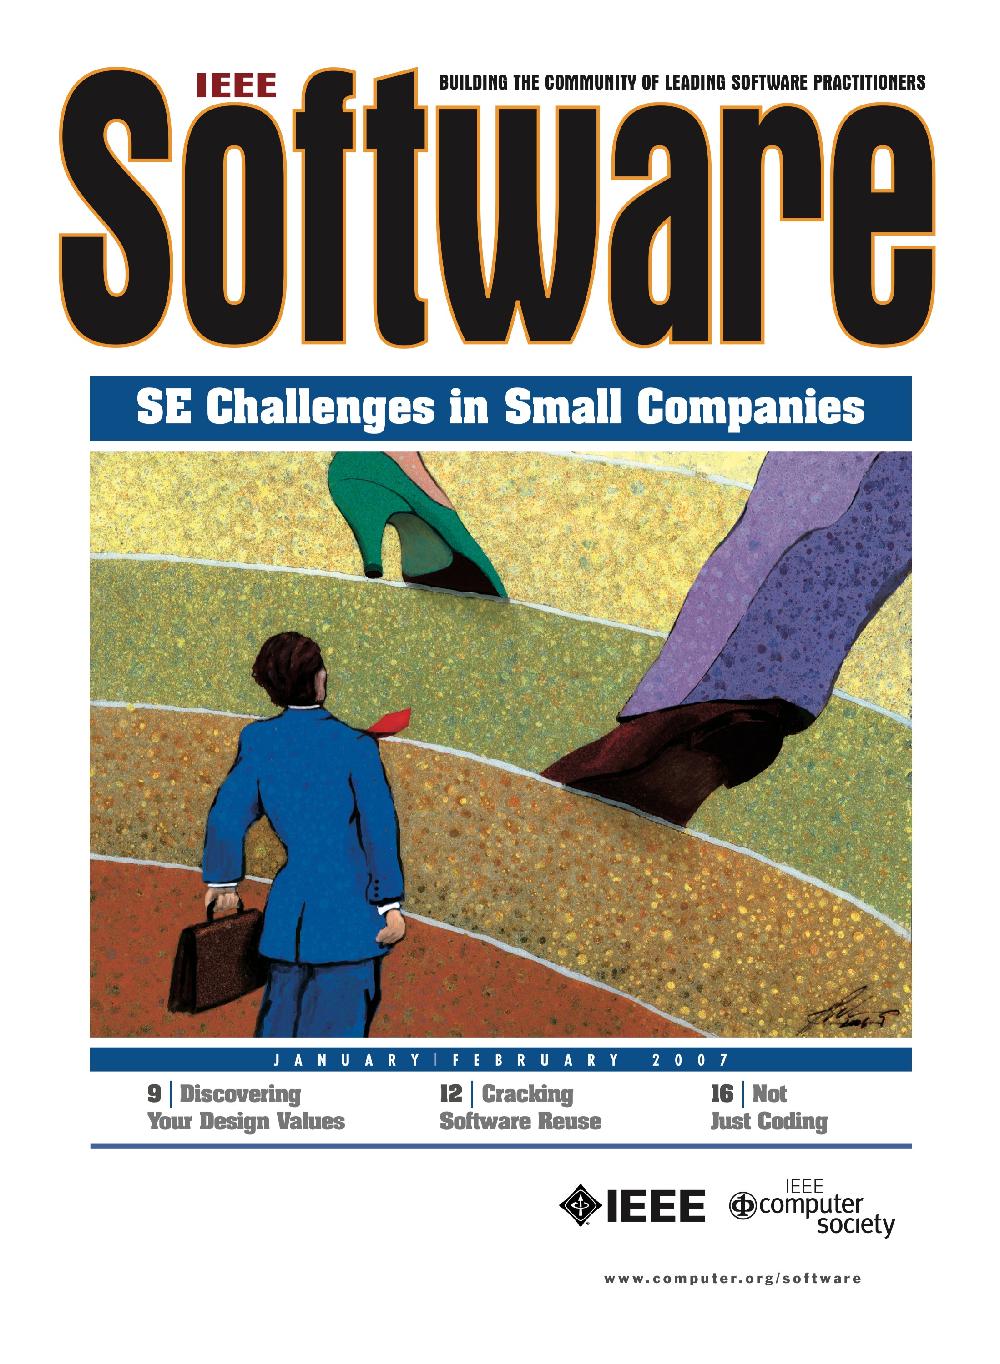 IEEE
BUILDING THE COMMUNITY OF LEADING SOFTWARE PRACTITIONERS
Software
SE Challenges in Small Companies
JANUARY|FEBRUARY 2007
9 | Discovering
Your Design Values
12 | Cracking
Software Reuse
16 | Not
Just Coding
IEEE
IEEE
computer
society
www.computer.org/software